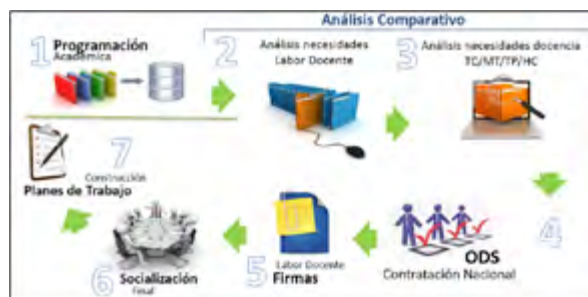 Análisis Comparativo
1 Programación
Académica
2 Análisis necesidades
Labor Docente
3 Análisis necesidades docencia
TC/MT/TP/HC
4
ODS
Contratación Nacional
5 Labor Docente
Firmas
6 Socialización
Final
7
Construcción
Planes de Trabajo